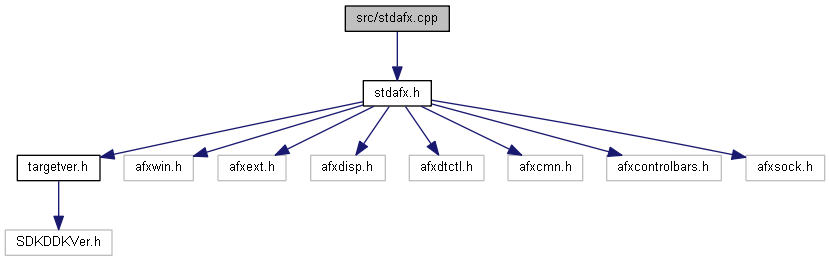 src/stdafx.cpp
stdafx.h
targetver.h
afxwin.h
afxext.h
afxdisp.h
afxdtctl.h
afxcmn.h
afxcontrolbars.h
afxsock.h
SDKDDKVer.h